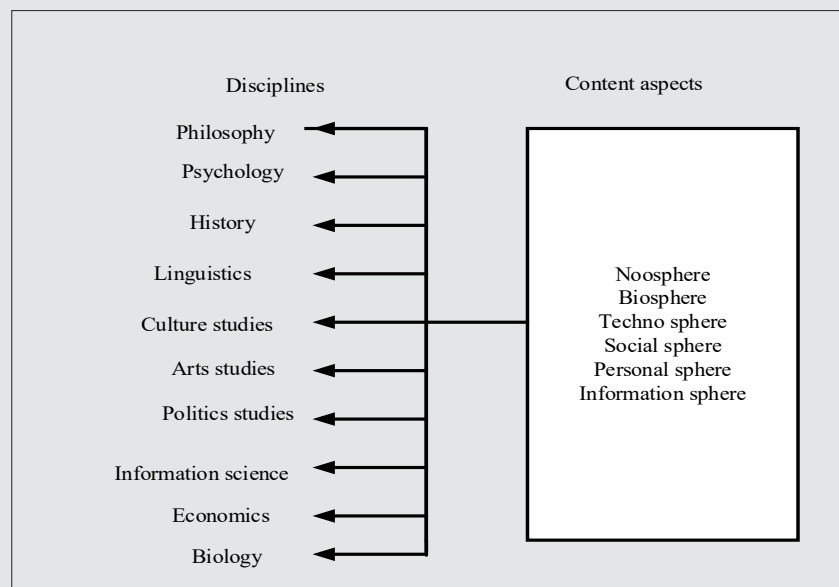 Disciplines
Philosophy
Psychology
History
Linguistics
Culture studies
Arts studies
Politics studies
Information science
Economics
Biology
Content aspects
Noosphere
Biosphere
Techno sphere
Social sphere
Personal sphere
Information sphere